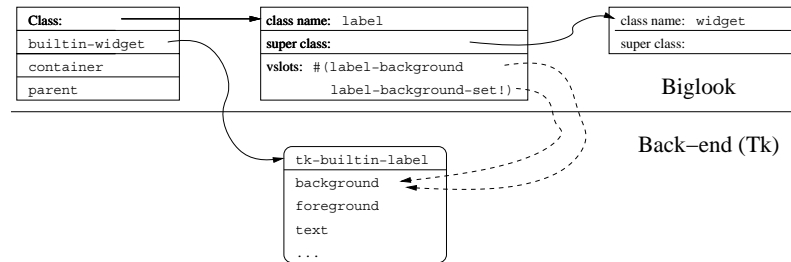 Class:
builtin-widget
container
parent
class name: label
super class:
vslots: #(label-background
label-background-set!)
class name: widget
super class:
Biglook
Back−end (Tk)
tk-builtin-label
background
foreground
text
...